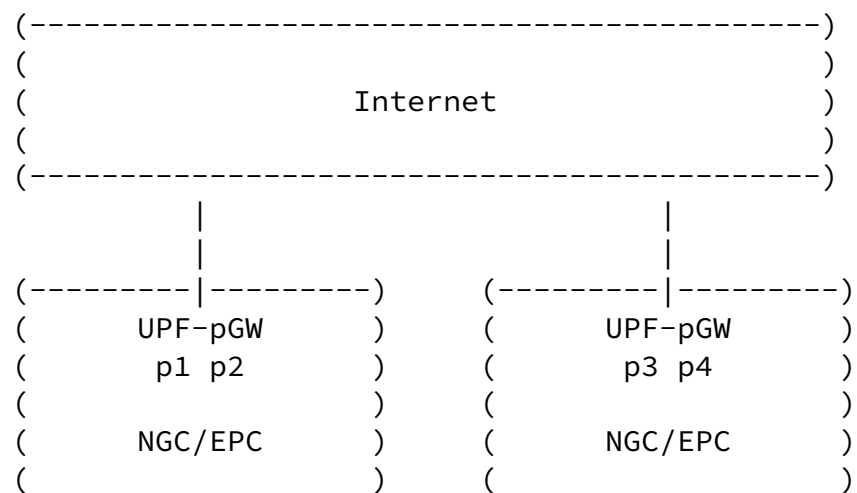 (-------------------------------------------)
(                                           )
(                  Internet                 )
(                                           )
(-------------------------------------------)
          |                         |
          |                         |
(---------|---------)     (---------|---------)
(      UPF-pGW      )     (      UPF-pGW      )
(       p1 p2       )     (       p3 p4       )
(                   )     (                   )
(      NGC/EPC      )     (      NGC/EPC      )
(                   )     (                   )